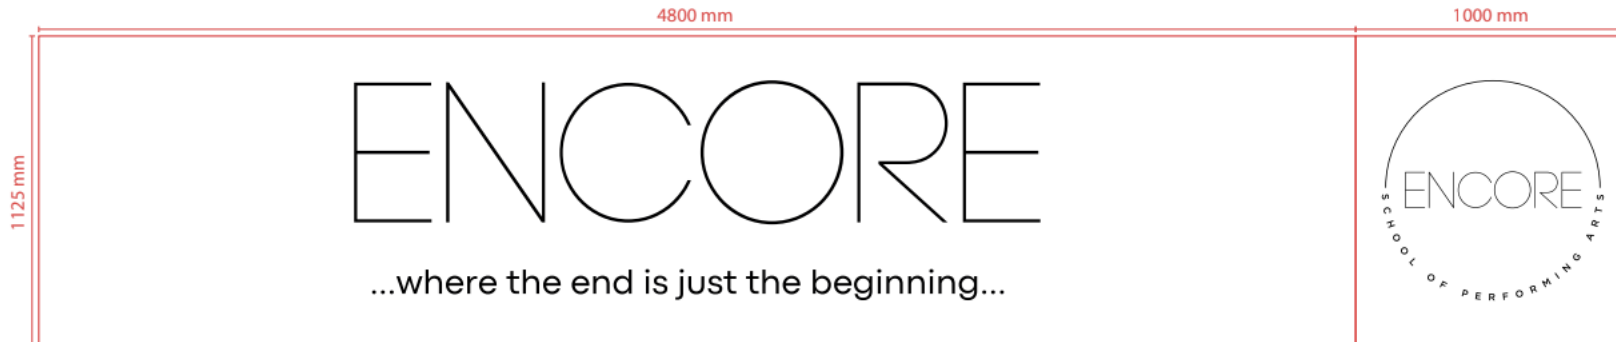 4800 mm
1000 mm
1125 mm
ENCORE
...where the end is just the beginning...
ENCORE
SCHOOL OF PERFORMING ARTS